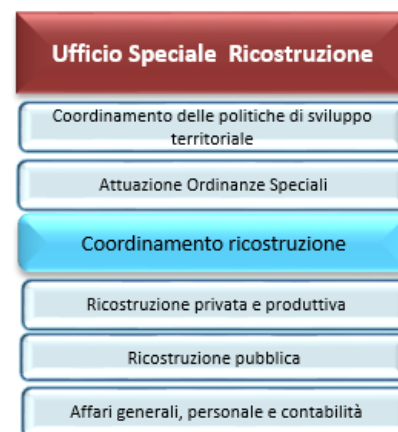 Ufficio Speciale Ricostruzione
Coordinamento delle politiche di sviluppo
territoriale
Attuazione Ordinanze Speciali
Coordinamento ricostruzione
Ricostruzione privata e produttiva
Ricostruzione pubblica
Affari generali, personale e contabilità